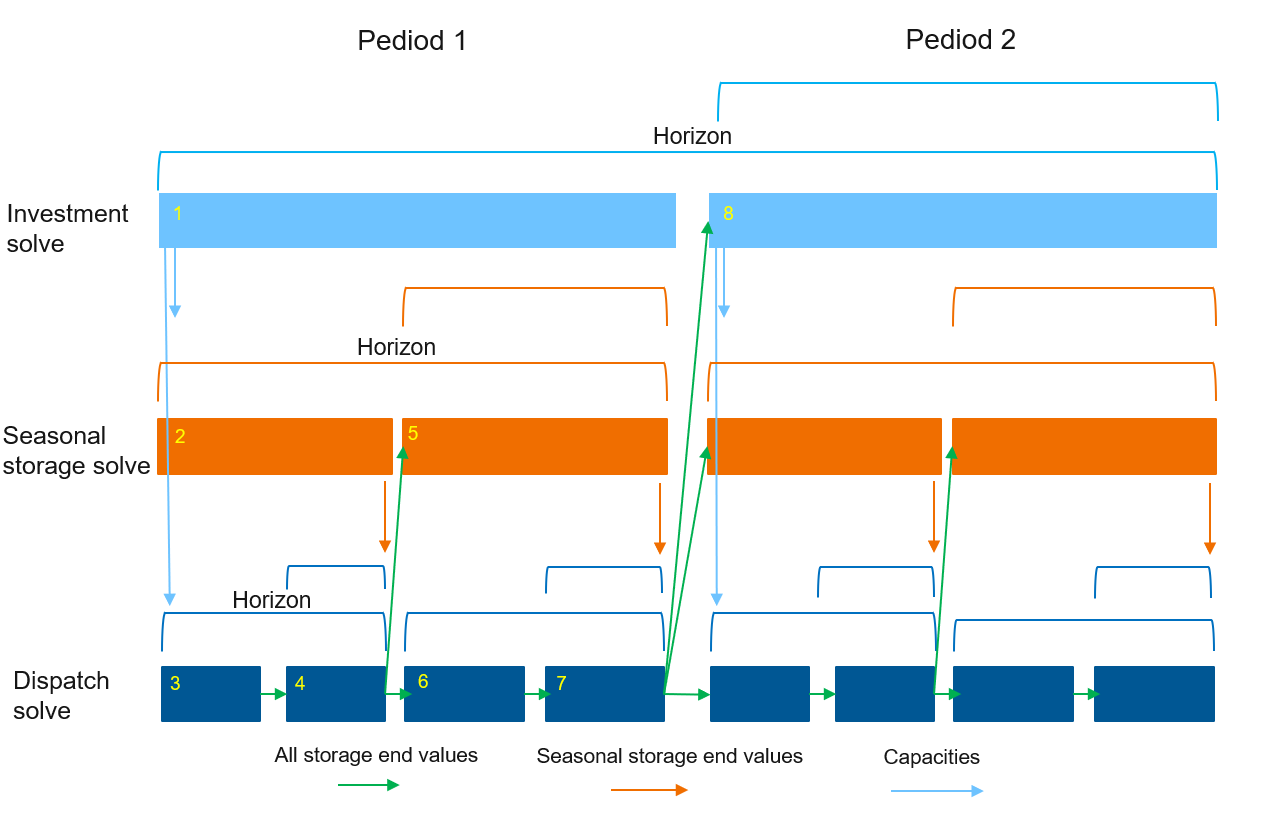 Pediod 1
Pediod 2
Horizon
Investment
solve
1
8
Horizon
Seasonal
storage solve
2
5
Horizon
Dispatch
solve
3
4
6
7
All storage end values
Seasonal storage end values
Capacities